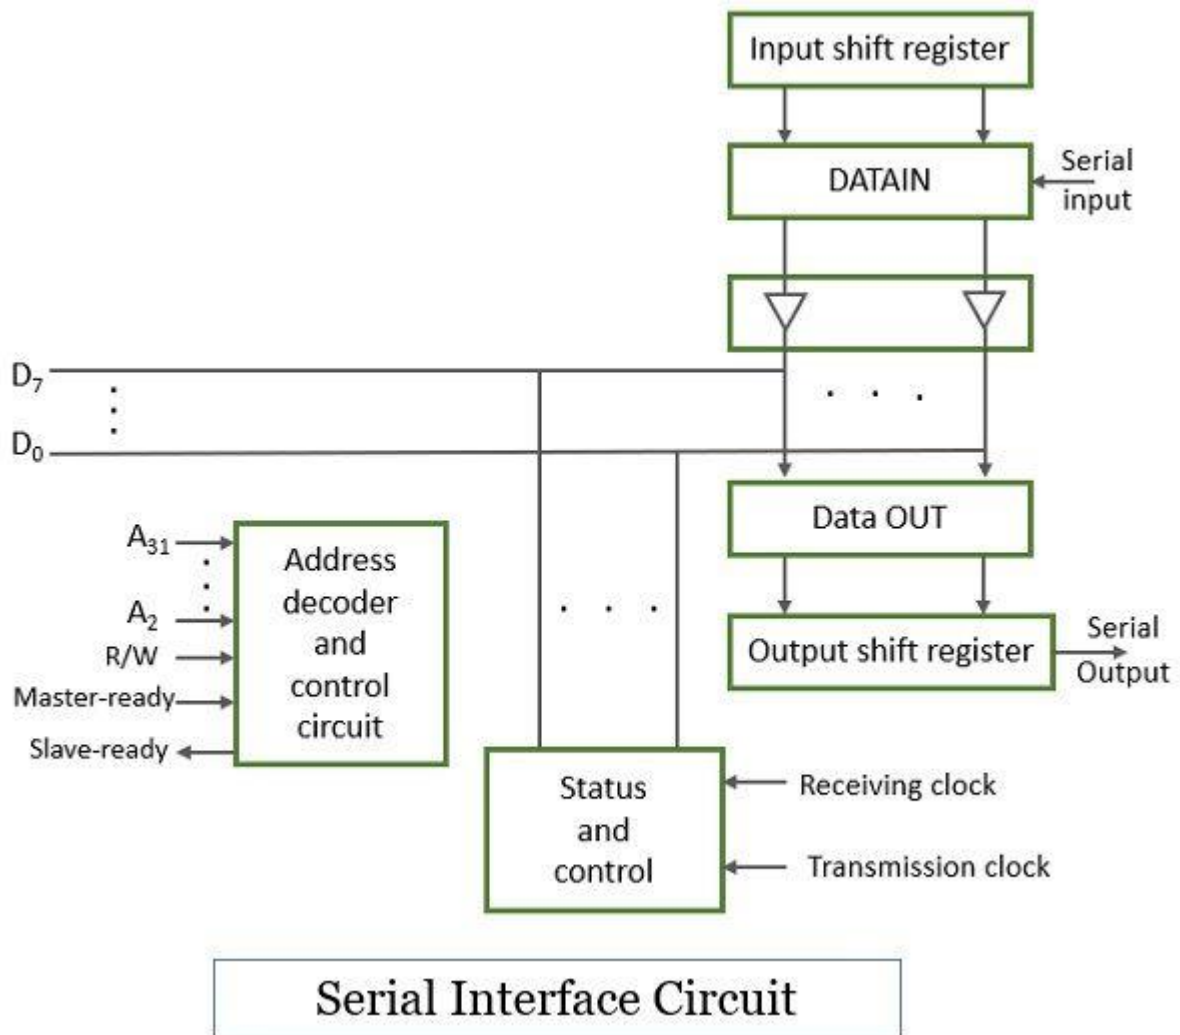 Input shift register
DATAIN
Serial
input
D₇
D₀
Data OUT
A₃₁
A₂
R/W
Master-ready
Slave-ready
Address
decoder
and
control
circuit
Output shift register
Serial
Output
Status
and
control
Receiving clock
Transmission clock
Serial Interface Circuit